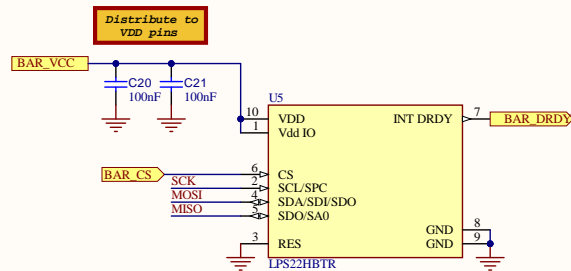 Distribute to
VDD pins
BAR_VCC
C20
100nF
C21
100nF
U5
10
VDD
1
Vdd IO
INT DRDY
7
BAR_DRDY
BAR_CS
6
CS
SCK
2
SCL/SPC
MOSI
4
SDA/SDI/SDO
MISO
5
SDO/SA0
GND
8
3
RES
GND
9
LPS22HBTR